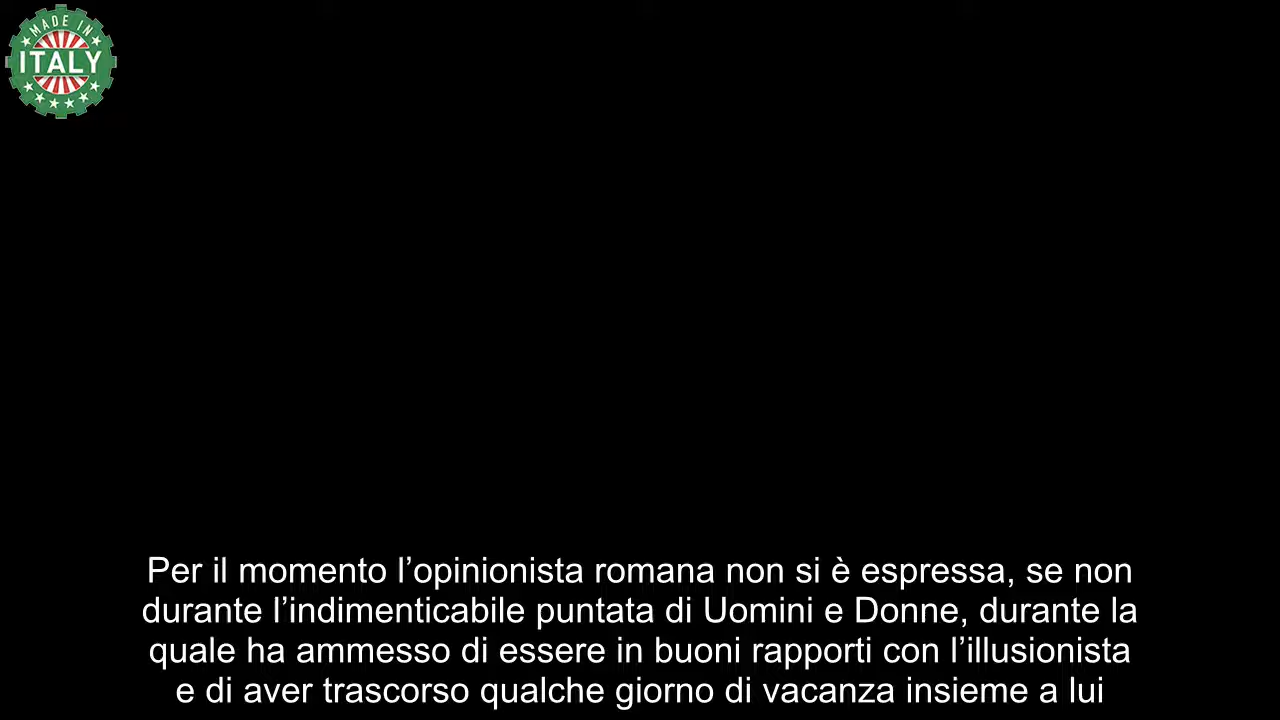 MADE IN
ITALY
Per il momento l’opinionista romana non si è espressa, se non
durante l’indimenticabile puntata di Uomini e Donne, durante la
quale ha ammesso di essere in buoni rapporti con l’illusionista
e di aver trascorso qualche giorno di vacanza insieme a lui